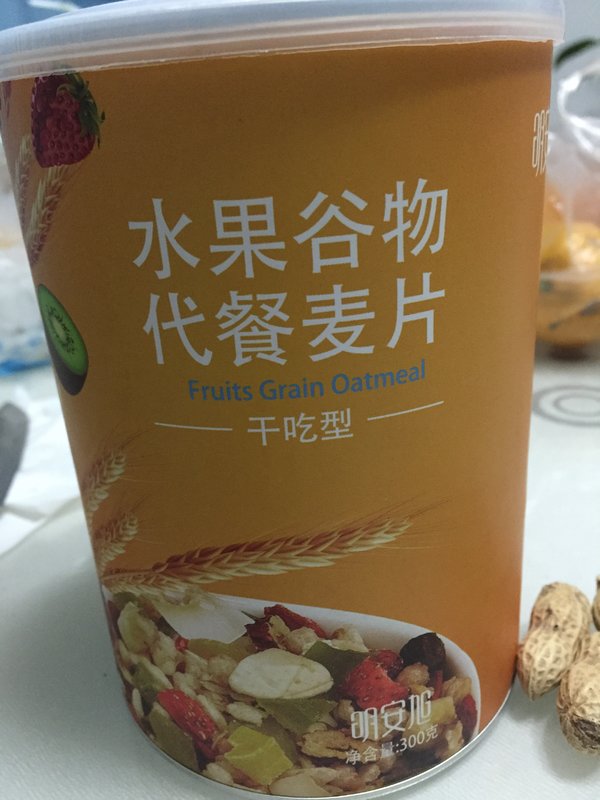 水果谷物
代餐麦片
Fruits Grain Oatmeal
干吃型
明安旭
净含量:300克